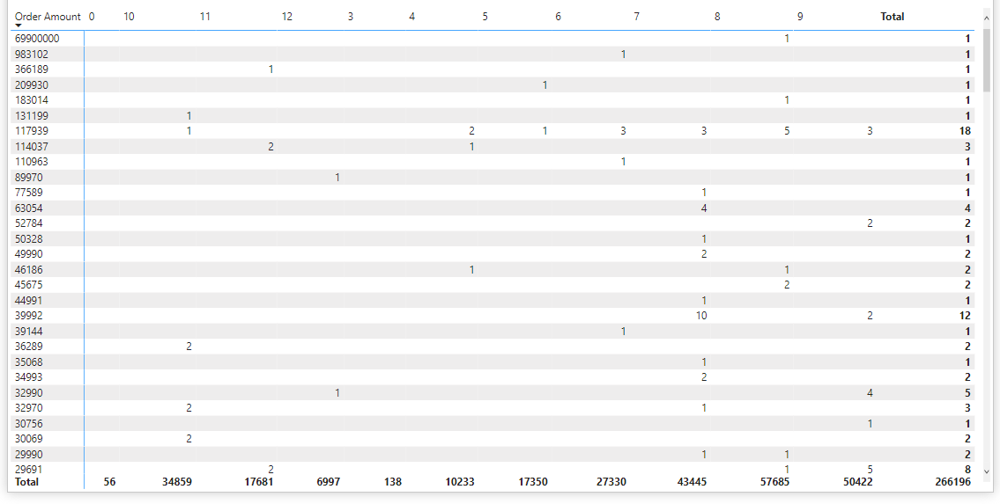 Order Amount 0 10 11 12 3 4 5 6 7 8 9 Total
69900000 1 1
983102 1 1
366189 1 1
209930 1 1
183014 1 1
131199 1 1
117939 1 2 1 3 3 5 3 18
114037 2 1 3
110963 1 1
89970 1 1
77589 1 1
63054 4 4
52784 2 2
50328 1 1
49990 2 2
46186 1 1 2
45675 2 2
44991 1 1
39992 10 2 12
39144 1 1
36289 2 2
35068 1 1
34993 2 2
32990 1 4 5
32970 2 1 3
30756 1 1
30069 2 2
29990 1 1 2
29691 2 1 5 8
Total 56 34859 17681 6997 138 10233 17350 27330 43445 57685 50422 266196